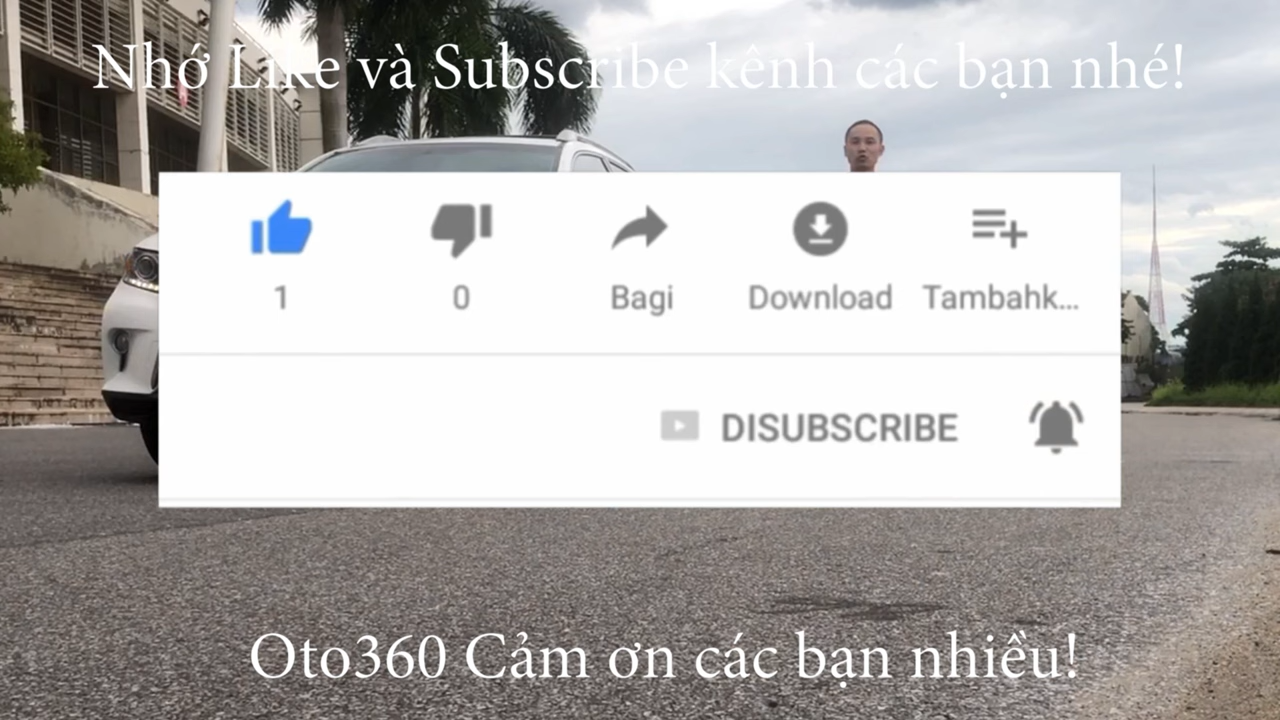 Nhớ Like và Subscribe kênh các bạn nhé!
1 0 Bagi Download Tambahk...
DISUBSCRIBE
Oto360 Cảm ơn các bạn nhiều!